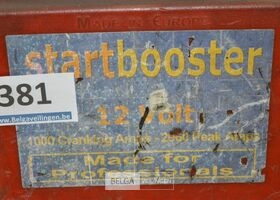 MADE IN EUROPE
startbooster
381
www.Belgaveilingen.be
12 Volt
1000 Cranking Amps - 2250 Peak Amps
Made for
Professionals
BELGA